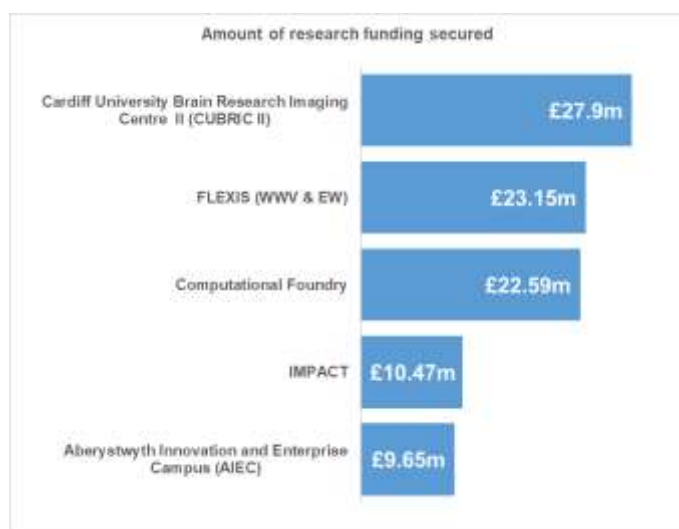 Amount of research funding secured
Cardiff University Brain Research Imaging
Centre II (CUBRIC II)
£27.9m
FLEXIS (WWV & EW)
£23.15m
Computational Foundry
£22.59m
IMPACT
£10.47m
Aberystwyth Innovation and Enterprise
Campus (AIEC)
£9.65m